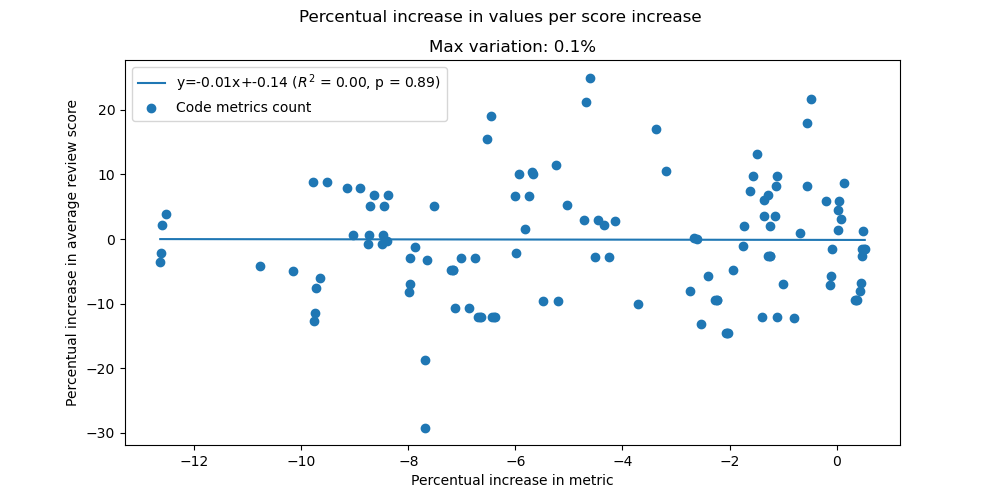 Percentual increase in values per score increase
Max variation: 0.1%
y=-0.01x+-0.14 (R² = 0.00, p = 0.89)
Code metrics count
Percentual increase in average review score
20
10
0
−10
−20
−30
−12
−10
−8
−6
−4
−2
0
Percentual increase in metric